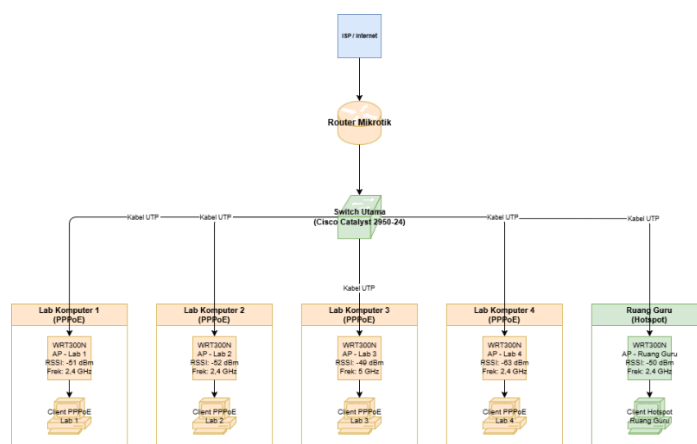 ISP / Internet
Router Mikrotik
Switch Utama
(Cisco Catalyst 2950-24)
Kabel UTP
Kabel UTP
Kabel UTP
Kabel UTP
Kabel UTP
Lab Komputer 1
(PPPoE)
WRT300N
AP - Lab 1
RSSI: -51 dBm
Frek: 2,4 GHz
Client PPPoE
Lab 1
Lab Komputer 2
(PPPoE)
WRT300N
AP - Lab 2
RSSI: -52 dBm
Frek: 2,4 GHz
Client PPPoE
Lab 2
Lab Komputer 3
(PPPoE)
WRT300N
AP - Lab 3
RSSI: -49 dBm
Frek: 5 GHz
Client PPPoE
Lab 3
Lab Komputer 4
(PPPoE)
WRT300N
AP - Lab 4
RSSI: -63 dBm
Frek: 2,4 GHz
Client PPPoE
Lab 4
Ruang Guru
(Hotspot)
WRT300N
AP - Ruang Guru
RSSI: -50 dBm
Frek: 2,4 GHz
Client Hotspot
Ruang Guru